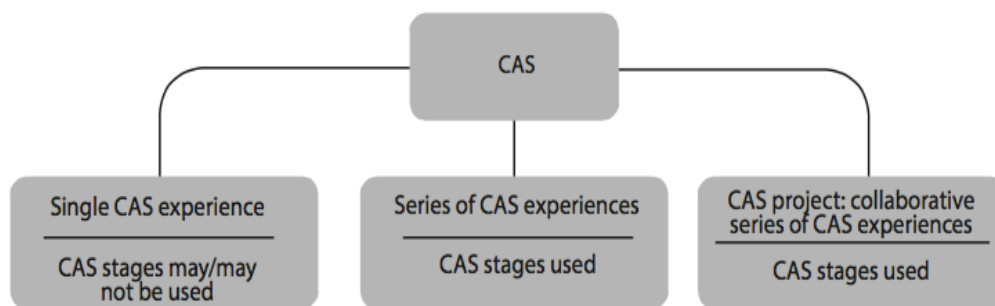 CAS
Single CAS experience
CAS stages may/may
not be used
Series of CAS experiences
CAS stages used
CAS project: collaborative
series of CAS experiences
CAS stages used